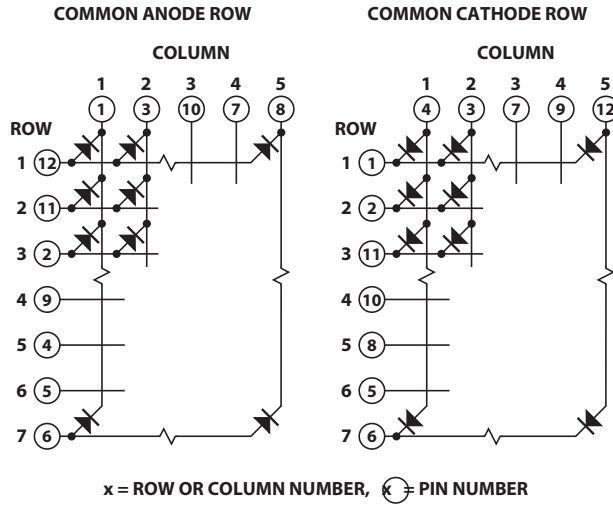 COMMON ANODE ROW
COLUMN
1 2 3 4 5
1 3 10 7 8
ROW
1 12
2 11
3 2
4 9
5 4
6 5
7 6
COMMON CATHODE ROW
COLUMN
1 2 3 4 5
4 3 7 9 12
ROW
1 1
2 2
3 11
4 10
5 8
6 5
7 6
x = ROW OR COLUMN NUMBER, x = PIN NUMBER